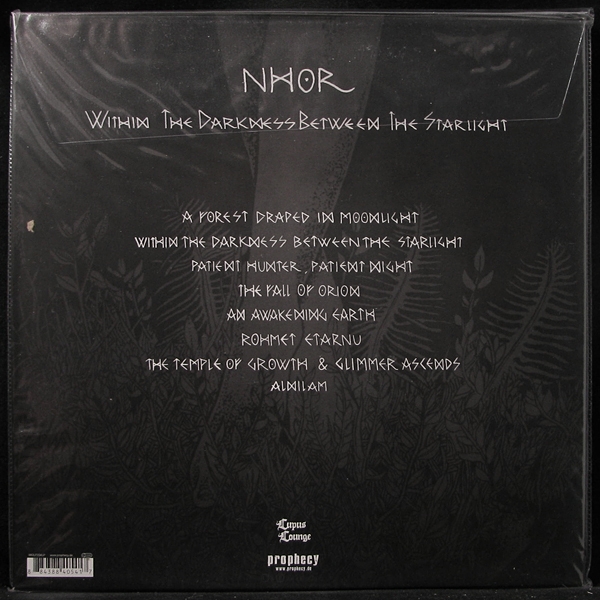 NHOR
WITHIN THE DARKNESS BETWEEN THE STARLIGHT
A FOREST DRAPED IN MOONLIGHT
WITHIN THE DARKNESS BETWEEN THE STARLIGHT
PATIENT HUNTER, PATIENT NIGHT
THE FALL OF ORION
AN AWAKENING EARTH
ROHMET ETARNU
THE TEMPLE OF GROWTH & GLIMMER ASCENDS
ALNILAM
Lupus
Lounge
prophecy
www.prophecy.de